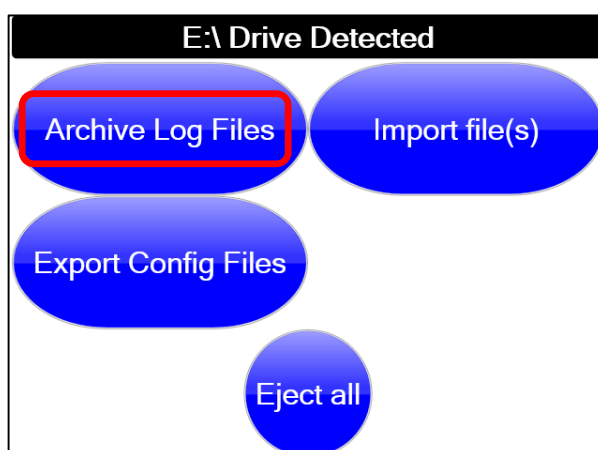 E:\ Drive Detected
Archive Log Files
Import file(s)
Export Config Files
Eject all